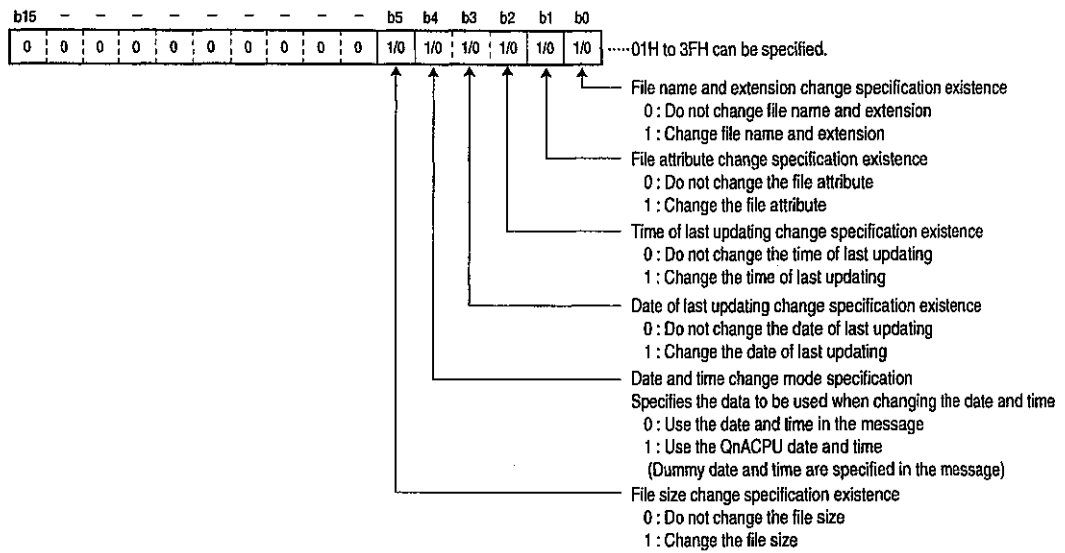 b15 – – – – – – – – b5 b4 b3 b2 b1 b0
0 0 0 0 0 0 0 0 0 0 1/0 1/0 1/0 1/0 1/0 1/0 ·····01H to 3FH can be specified.
File name and extension change specification existence
0 : Do not change file name and extension
1 : Change file name and extension
File attribute change specification existence
0 : Do not change the file attribute
1 : Change the file attribute
Time of last updating change specification existence
0 : Do not change the time of last updating
1 : Change the time of last updating
Date of last updating change specification existence
0 : Do not change the date of last updating
1 : Change the date of last updating
Date and time change mode specification
Specifies the data to be used when changing the date and time
0 : Use the date and time in the message
1 : Use the QnACPU date and time
(Dummy date and time are specified in the message)
File size change specification existence
0 : Do not change the file size
1 : Change the file size